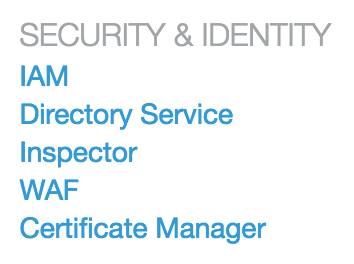 SECURITY & IDENTITY
IAM
Directory Service
Inspector
WAF
Certificate Manager